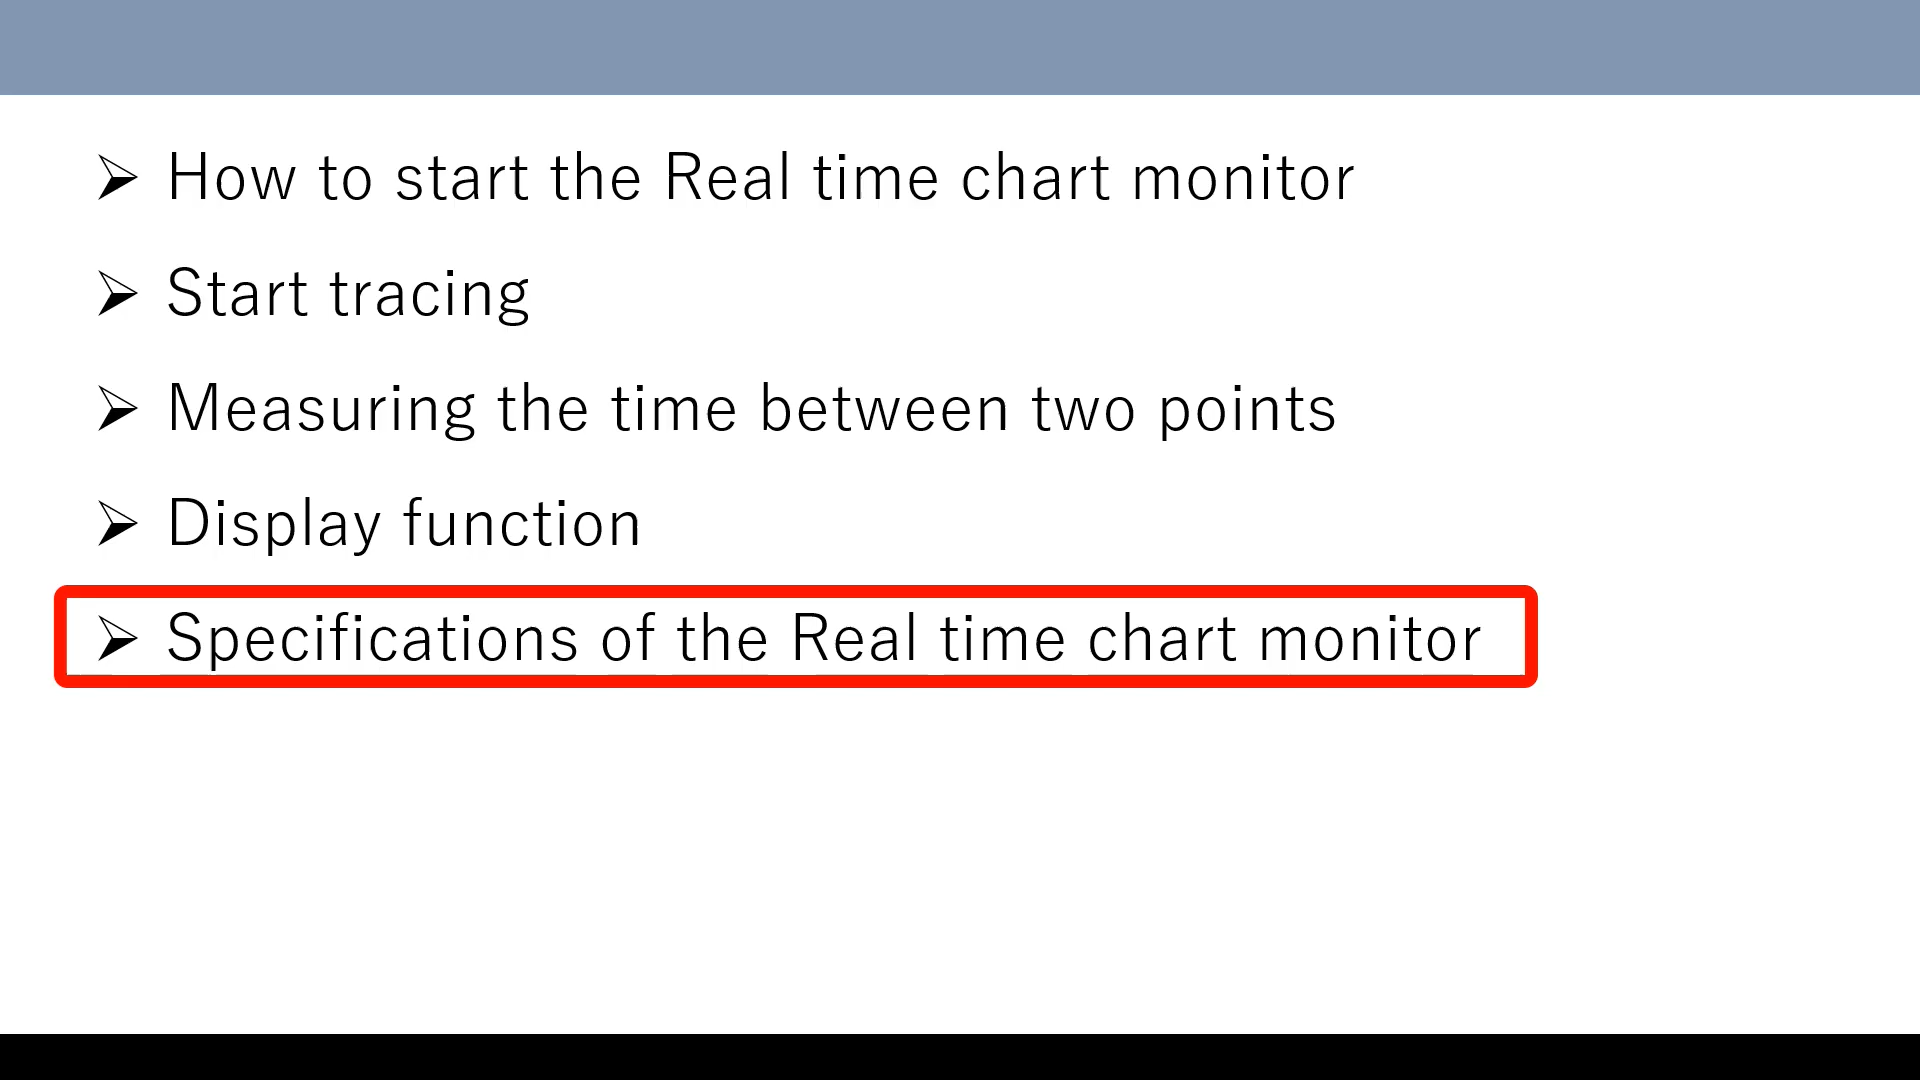 ➢ How to start the Real time chart monitor
➢ Start tracing
➢ Measuring the time between two points
➢ Display function
➢ Specifications of the Real time chart monitor